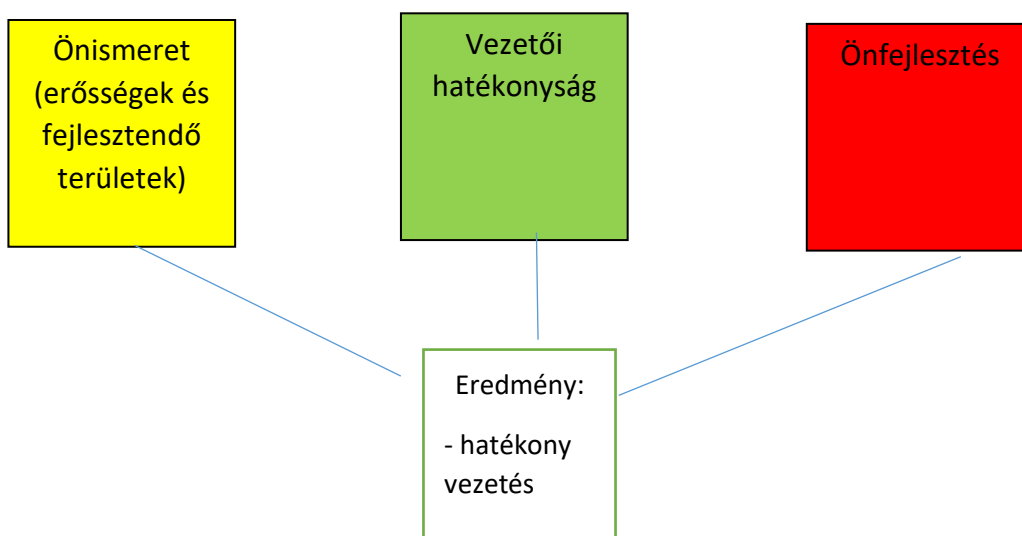 Önismeret
(erősségek és
fejlesztendő
területek)
Vezetői
hatékonyság
Önfejlesztés
Eredmény:
- hatékony
vezetés